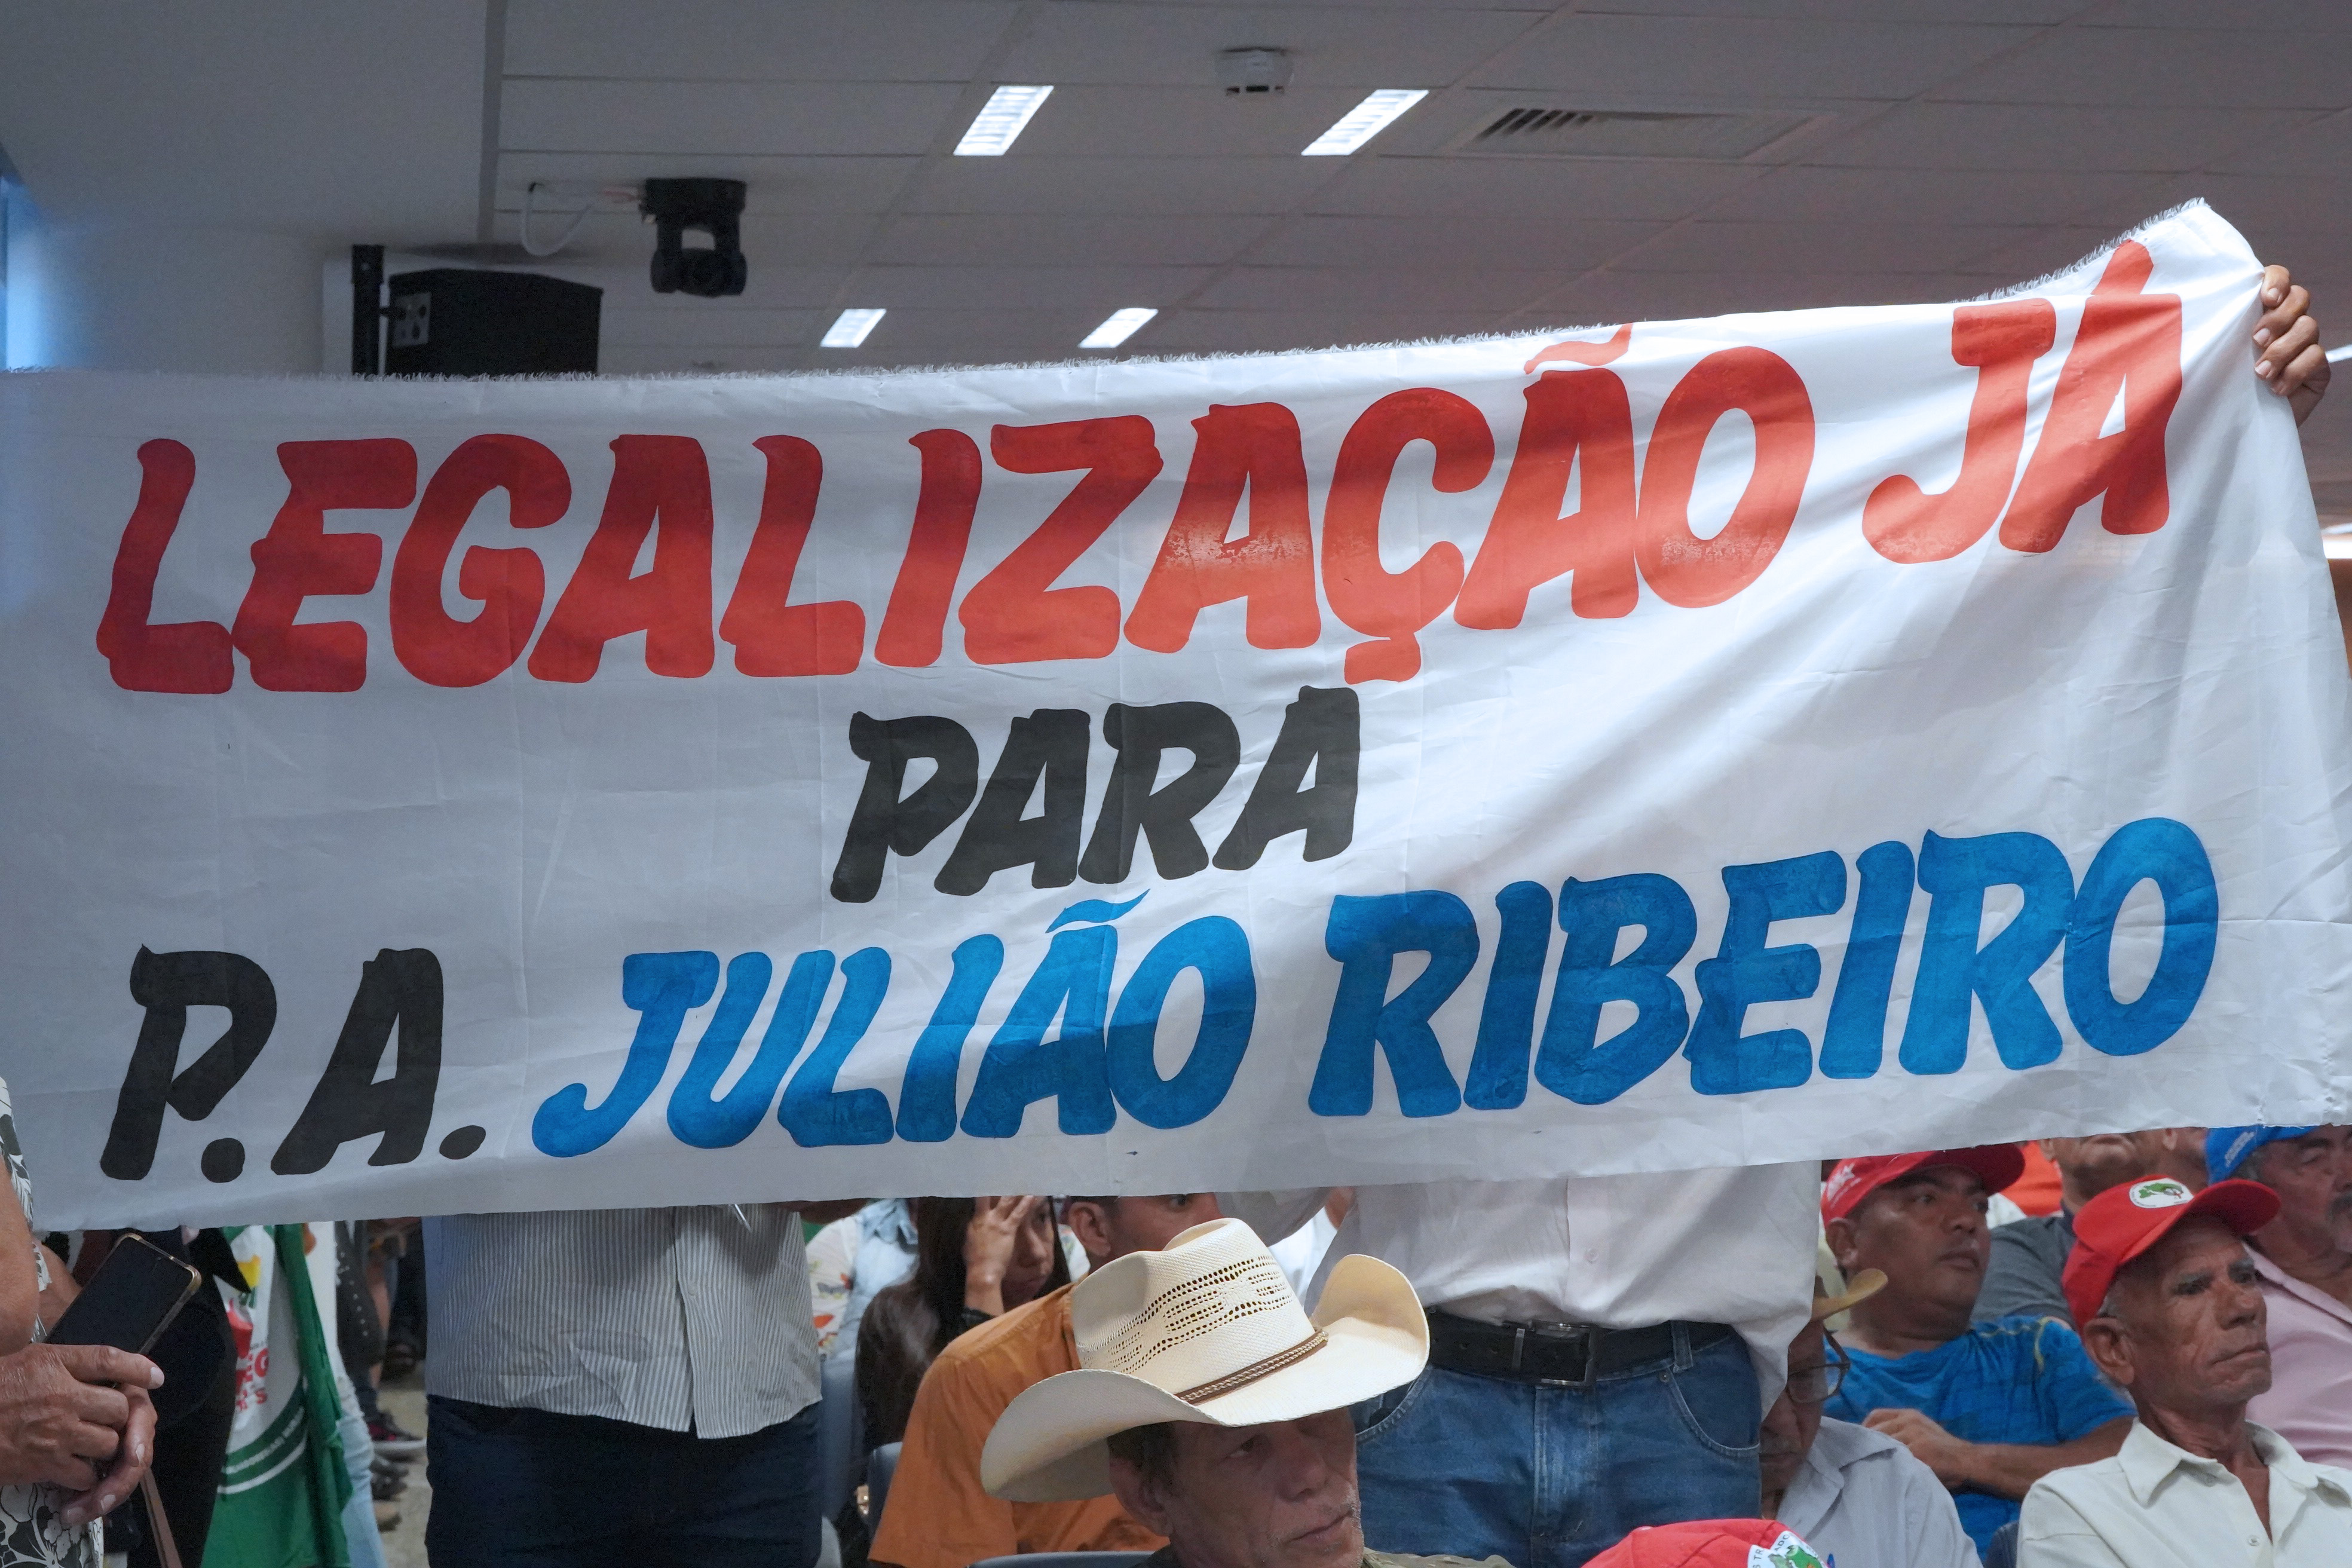 LEGALIZAÇÃO JÁ
PARA
P.A. JULIÃO RIBEIRO